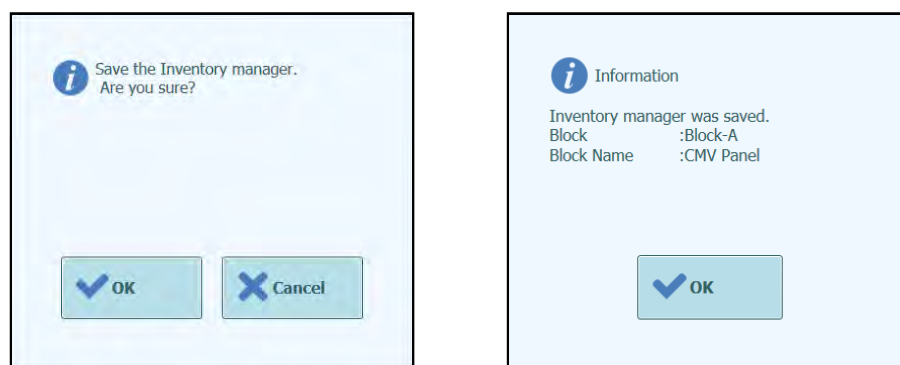 Save the Inventory manager.
Are you sure?
OK
Cancel
Information
Inventory manager was saved.
Block :Block-A
Block Name :CMV Panel
OK